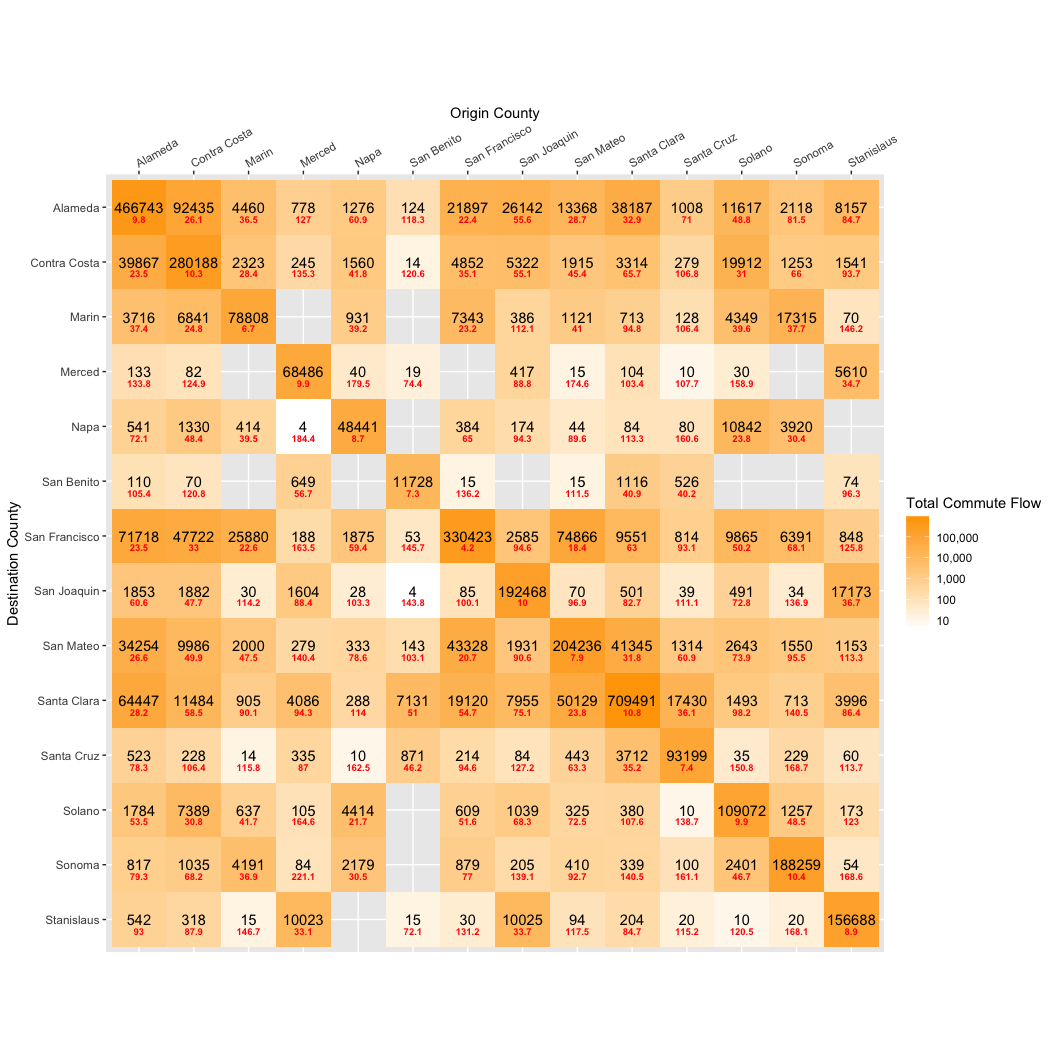 Origin County
Alameda Contra Costa Marin Merced Napa San Benito San Francisco San Joaquin San Mateo Santa Clara Santa Cruz Solano Sonoma Stanislaus
Alameda 466743 92435 4460 778 1276 124 21897 26142 13368 38187 1008 11617 2118 8157
9.8 26.1 36.5 127 60.9 118.3 22.4 55.6 28.7 32.9 71 48.8 81.5 84.7
Contra Costa 39867 280188 2323 245 1560 14 4852 5322 1915 3314 279 19912 1253 1541
23.5 10.3 28.4 135.3 41.8 120.6 35.1 55.1 45.4 65.7 106.8 31 66 93.7
Marin 3716 6841 78808 931 7343 386 1121 713 128 4349 17315 70
37.4 24.8 6.7 39.2 23.2 112.1 41 94.8 106.4 39.6 37.7 146.2
Merced 133 82 68486 40 19 417 15 104 10 30 5610
133.8 124.9 9.9 179.5 74.4 88.8 174.6 103.4 107.7 158.9 34.7
Napa 541 1330 414 4 48441 384 174 44 84 80 10842 3920
72.1 48.4 39.5 184.4 8.7 65 94.3 89.6 113.3 160.6 23.8 30.4
San Benito 110 70 649 11728 15 15 1116 526 74
105.4 120.8 56.7 7.3 136.2 111.5 40.9 40.2 96.3
San Francisco 71718 47722 25880 188 1875 53 330423 2585 74866 9551 814 9865 6391 848
23.5 33 22.6 163.5 59.4 145.7 4.2 94.6 18.4 63 93.1 50.2 68.1 125.8
San Joaquin 1853 1882 30 1604 28 4 85 192468 70 501 39 491 34 17173
60.6 47.7 114.2 88.4 103.3 143.8 100.1 10 96.9 82.7 111.1 72.8 136.9 36.7
San Mateo 34254 9986 2000 279 333 143 43328 1931 204236 41345 1314 2643 1550 1153
26.6 49.9 47.5 140.4 78.6 103.1 20.7 90.6 7.9 31.8 60.9 73.9 95.5 113.3
Santa Clara 64447 11484 905 4086 288 7131 19120 7955 50129 709491 17430 1493 713 3996
28.2 58.5 90.1 94.3 114 51 54.7 75.1 23.8 10.8 36.1 98.2 140.5 86.4
Santa Cruz 523 228 14 335 10 871 214 84 443 3712 93199 35 229 60
78.3 106.4 115.8 87 162.5 46.2 94.6 127.2 63.3 35.2 7.4 150.8 168.7 113.7
Solano 1784 7389 637 105 4414 609 1039 325 380 10 109072 1257 173
53.5 30.8 41.7 164.6 21.7 51.6 68.3 72.5 107.6 138.7 9.9 48.5 123
Sonoma 817 1035 4191 84 2179 879 205 410 339 100 2401 188259 54
79.3 68.2 36.9 221.1 30.5 77 139.1 92.7 140.5 161.1 46.7 10.4 168.6
Stanislaus 542 318 15 10023 15 30 10025 94 204 20 10 20 156688
93 87.9 146.7 33.1 72.1 131.2 33.7 117.5 84.7 115.2 120.5 168.1 8.9
Destination County
Total Commute Flow
100,000
10,000
1,000
100
10